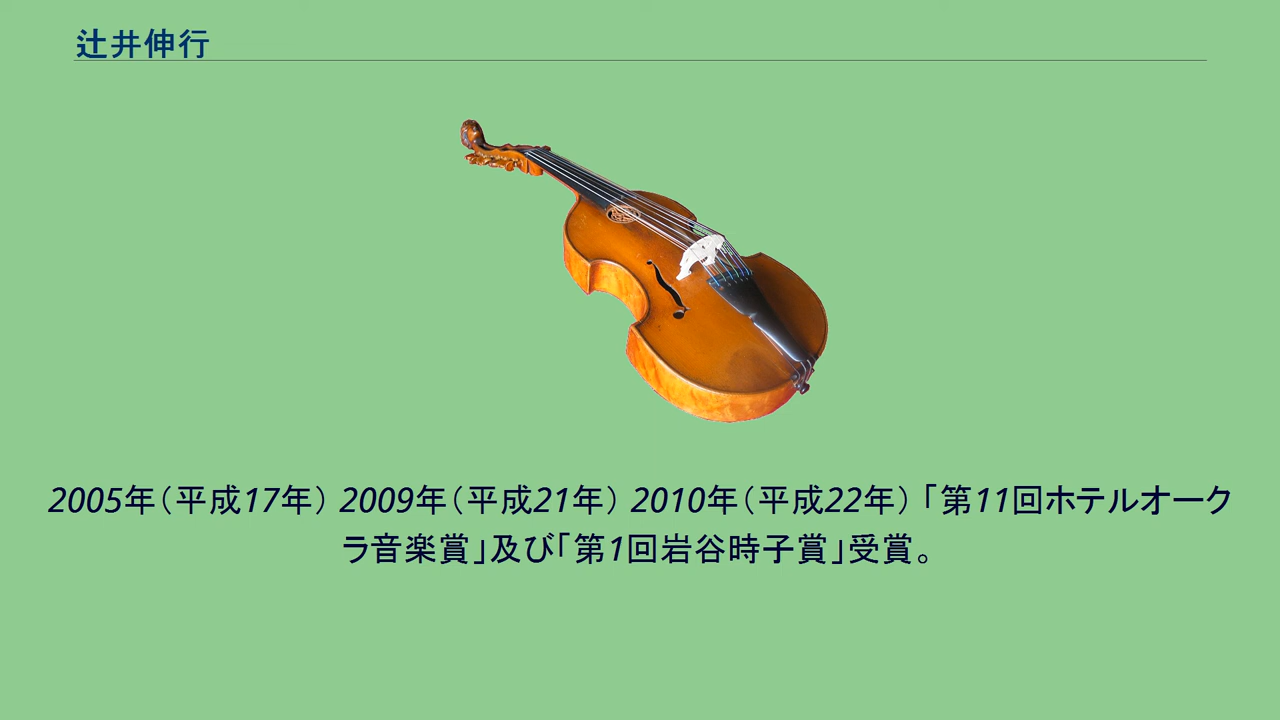 辻井伸行
2005年（平成17年） 2009年（平成21年） 2010年（平成22年） 「第11回ホテルオーク
ラ音楽賞」及び「第1回岩谷時子賞」受賞。